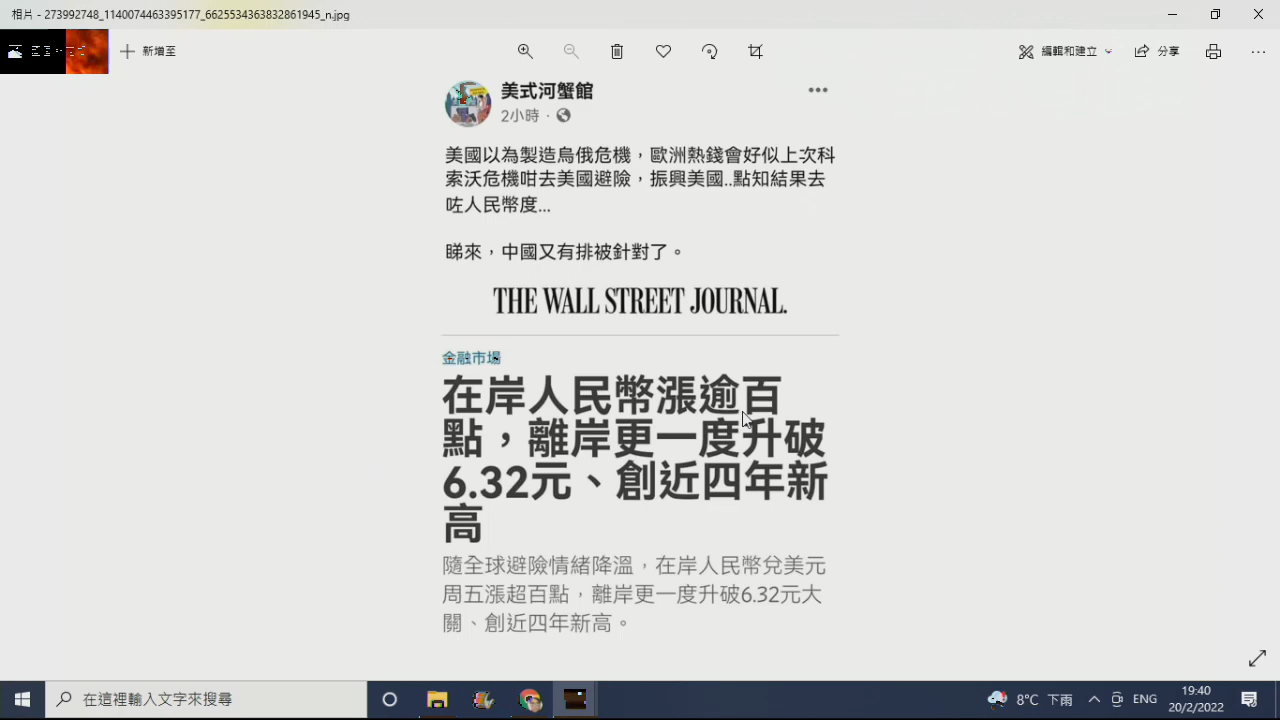 相片 - 273992748_1140074463395177_6625534363832861945_n.jpg
新增至
編輯和建立
分享
美式河蟹館
2小時
美國以為製造烏俄危機，歐洲熱錢會好似上次科
索沃危機咁去美國避險，振興美國..點知結果去
咗人民幣度...
睇來，中國又有排被針對了。
THE WALL STREET JOURNAL.
金融市場
在岸人民幣漲逾百
點，離岸更一度升破
6.32元、創近四年新
高
隨全球避險情緒降溫，在岸人民幣兌美元
周五漲超百點，離岸更一度升破6.32元大
關、創近四年新高。
在這裡輸入文字來搜尋
8°C 下雨
ENG
19:40
20/2/2022